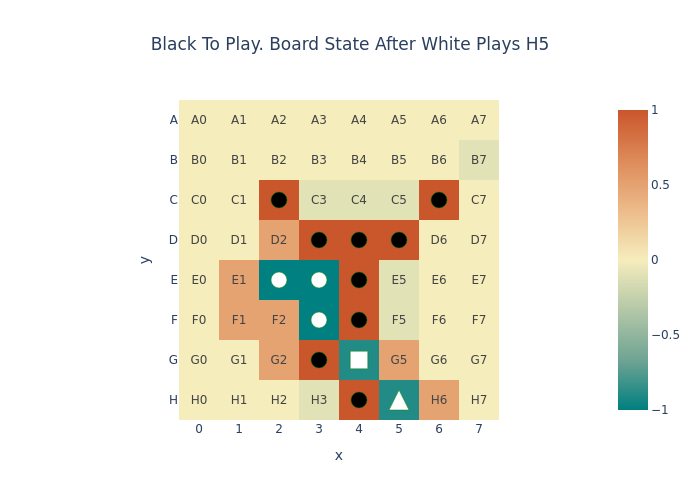 Black To Play. Board State After White Plays H5
A A0 A1 A2 A3 A4 A5 A6 A7
B B0 B1 B2 B3 B4 B5 B6 B7
C C0 C1 C3 C4 C5 C7
D D0 D1 D2 D6 D7
E E0 E1 E5 E6 E7
F F0 F1 F2 F5 F6 F7
G G0 G1 G2 G5 G6 G7
H H0 H1 H2 H3 H6 H7
0 1 2 3 4 5 6 7
x
y
1
0.5
0
−0.5
−1